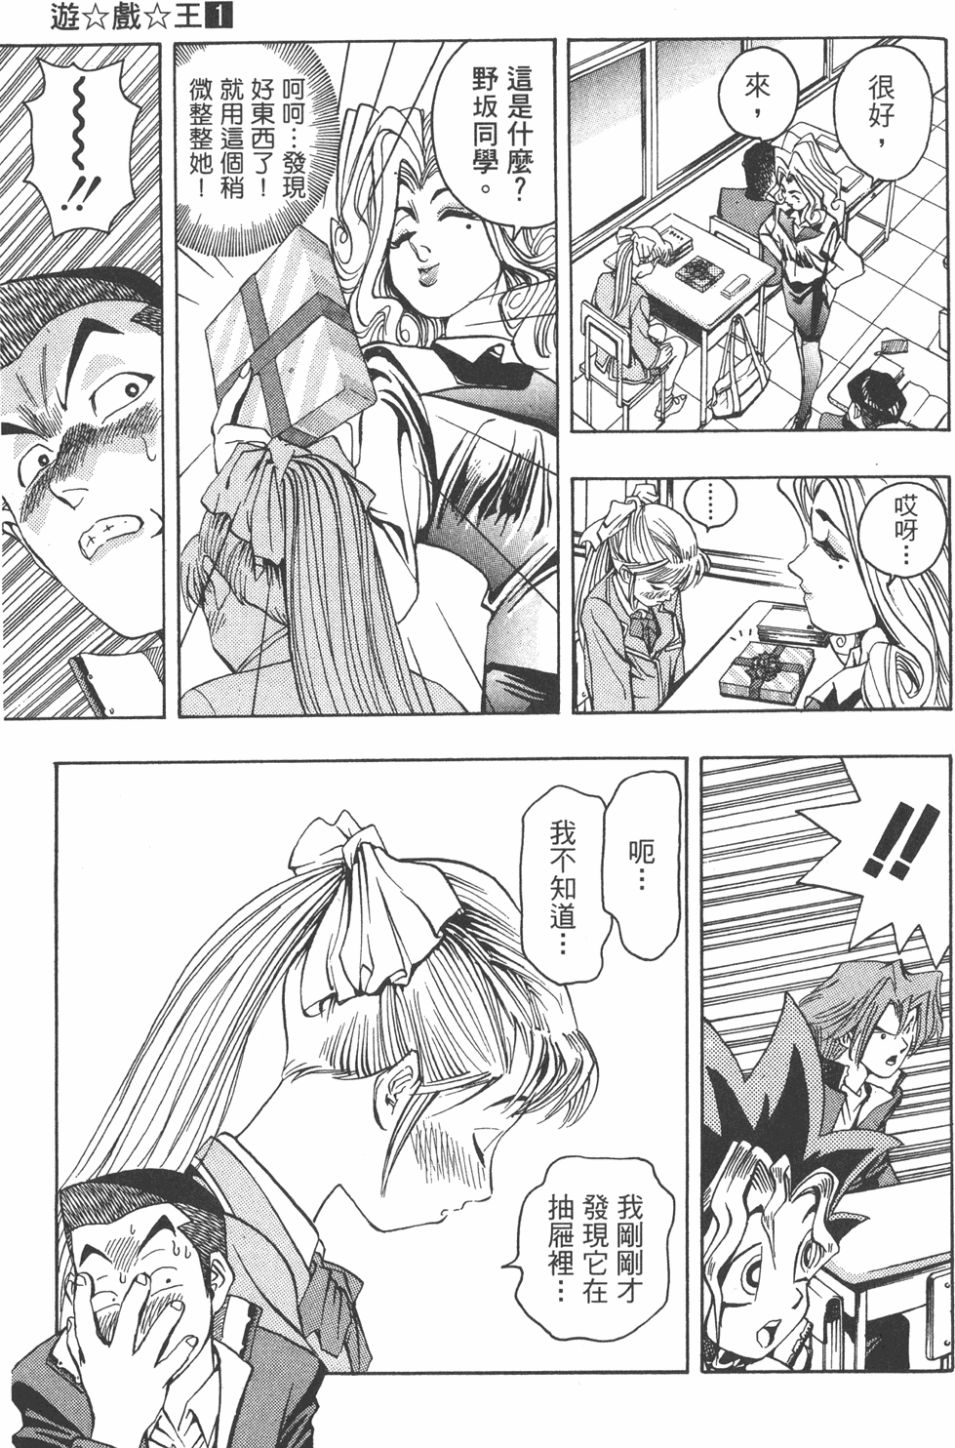 遊☆戲☆王1
很好，
來，
哎呀…
……
這是什麼？
野坂同學。
呵呵…發現
好東西了！
就用這個稍
微整整她！
!!
!!
呃…
我不知道…
我剛剛才
發現它在
抽屜裡…